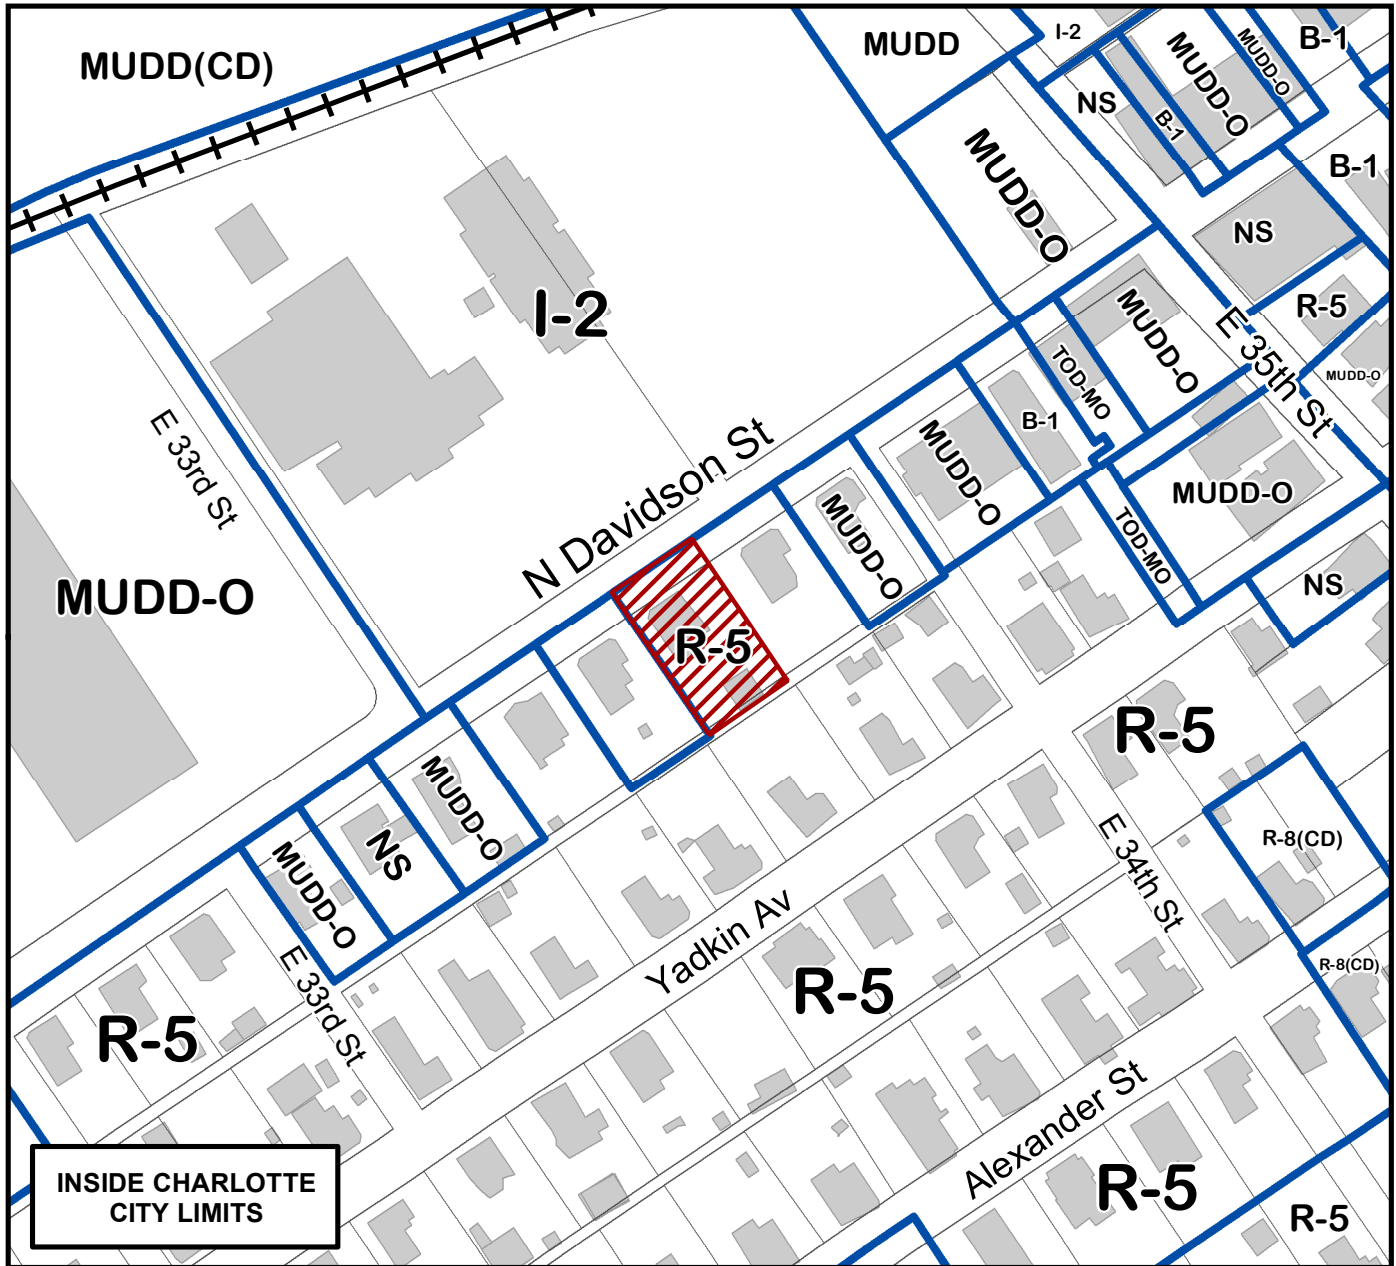 MUDD(CD)
MUDD
I-2
MUDD-O
MUDD-O
B-1
NS
B-1
MUDD-O
B-1
NS
I-2
R-5
E 35th St
MUDD-O
TOD-MO
MUDD-O
B-1
MUDD-O
MUDD-O
E 33rd St
N Davidson St
MUDD-O
TOD-MO
MUDD-O
NS
R-5
R-5
MUDD-O
NS
MUDD-O
E 34th St
R-8(CD)
R-8(CD)
Yadkin Av
R-5
E 33rd St
R-5
Alexander St
R-5
R-5
INSIDE CHARLOTTE
CITY LIMITS